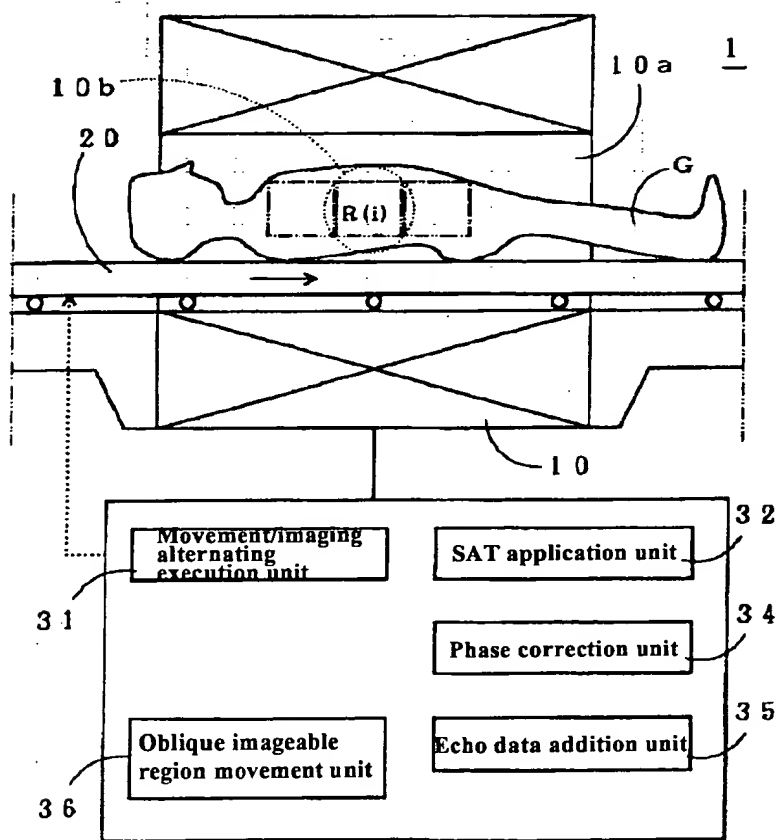 1
10a
10b
20
G
R(i)
10
Movement/imaging
alternating
execution unit
31
SAT application unit
32
Phase correction unit
34
Oblique imageable
region movement unit
36
Echo data addition unit
35